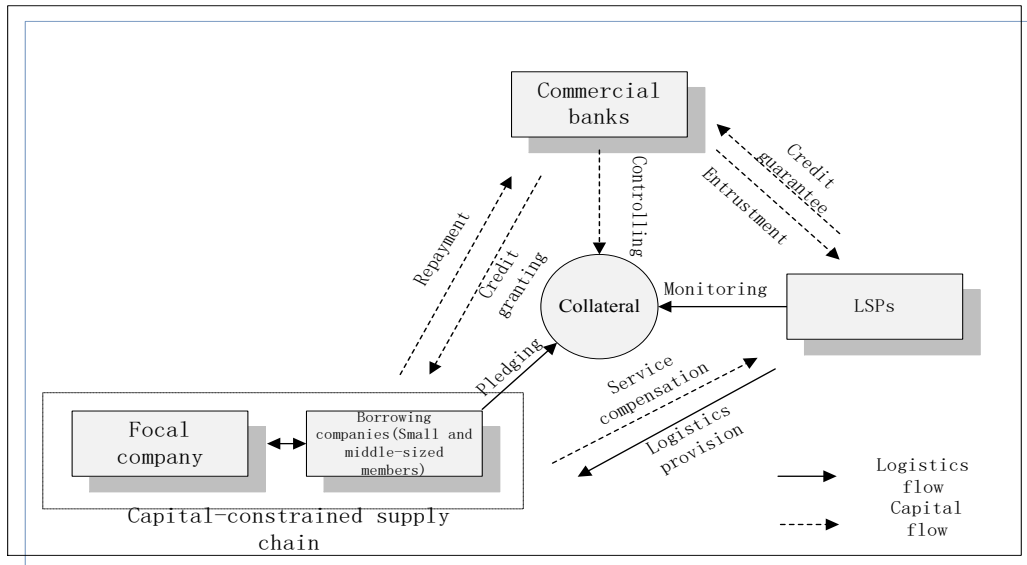 Commercial
banks
Credit
guarantee
Entrustment
Controlling
Repayment
Credit
granting
Collateral
Monitoring
LSPs
Pledging
Service
compensation
Logistics
provision
Focal
company
Borrowing
companies(Small and
middle-sized
members)
Capital-constrained supply
chain
Logistics
flow
Capital
flow